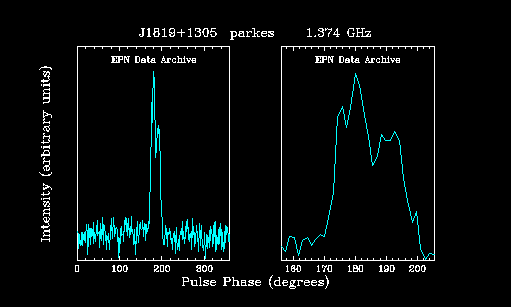 J1819+1305 parkes 1.374 GHz
EPN Data Archive EPN Data Archive
Intensity (arbitrary units)
0 100 200 300 160 170 180 190 200
Pulse Phase (degrees)